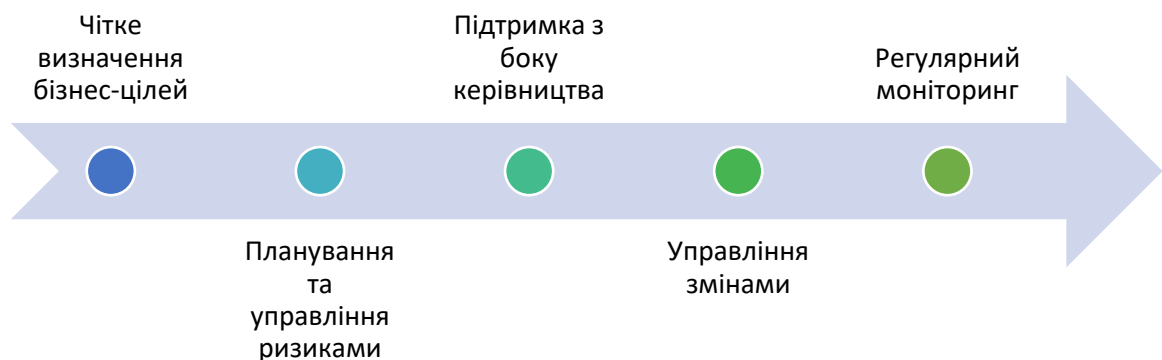 Чітке
визначення
бізнес-цілей
Планування
та
управління
ризиками
Підтримка з
боку
керівництва
Управління
змінами
Регулярний
моніторинг